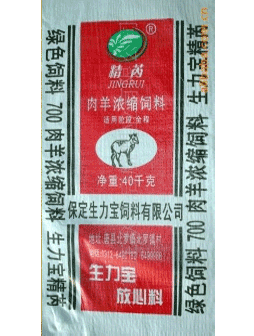 精芮
JINGRUI
肉羊浓缩饲料
适用阶段:全程
净重:40千克
保定生力宝饲料有限公司
生力宝
放心料
绿色饲料 700 肉羊浓缩饲料 生力宝精芮
绿色饲料 700 肉羊浓缩饲料 生力宝精芮